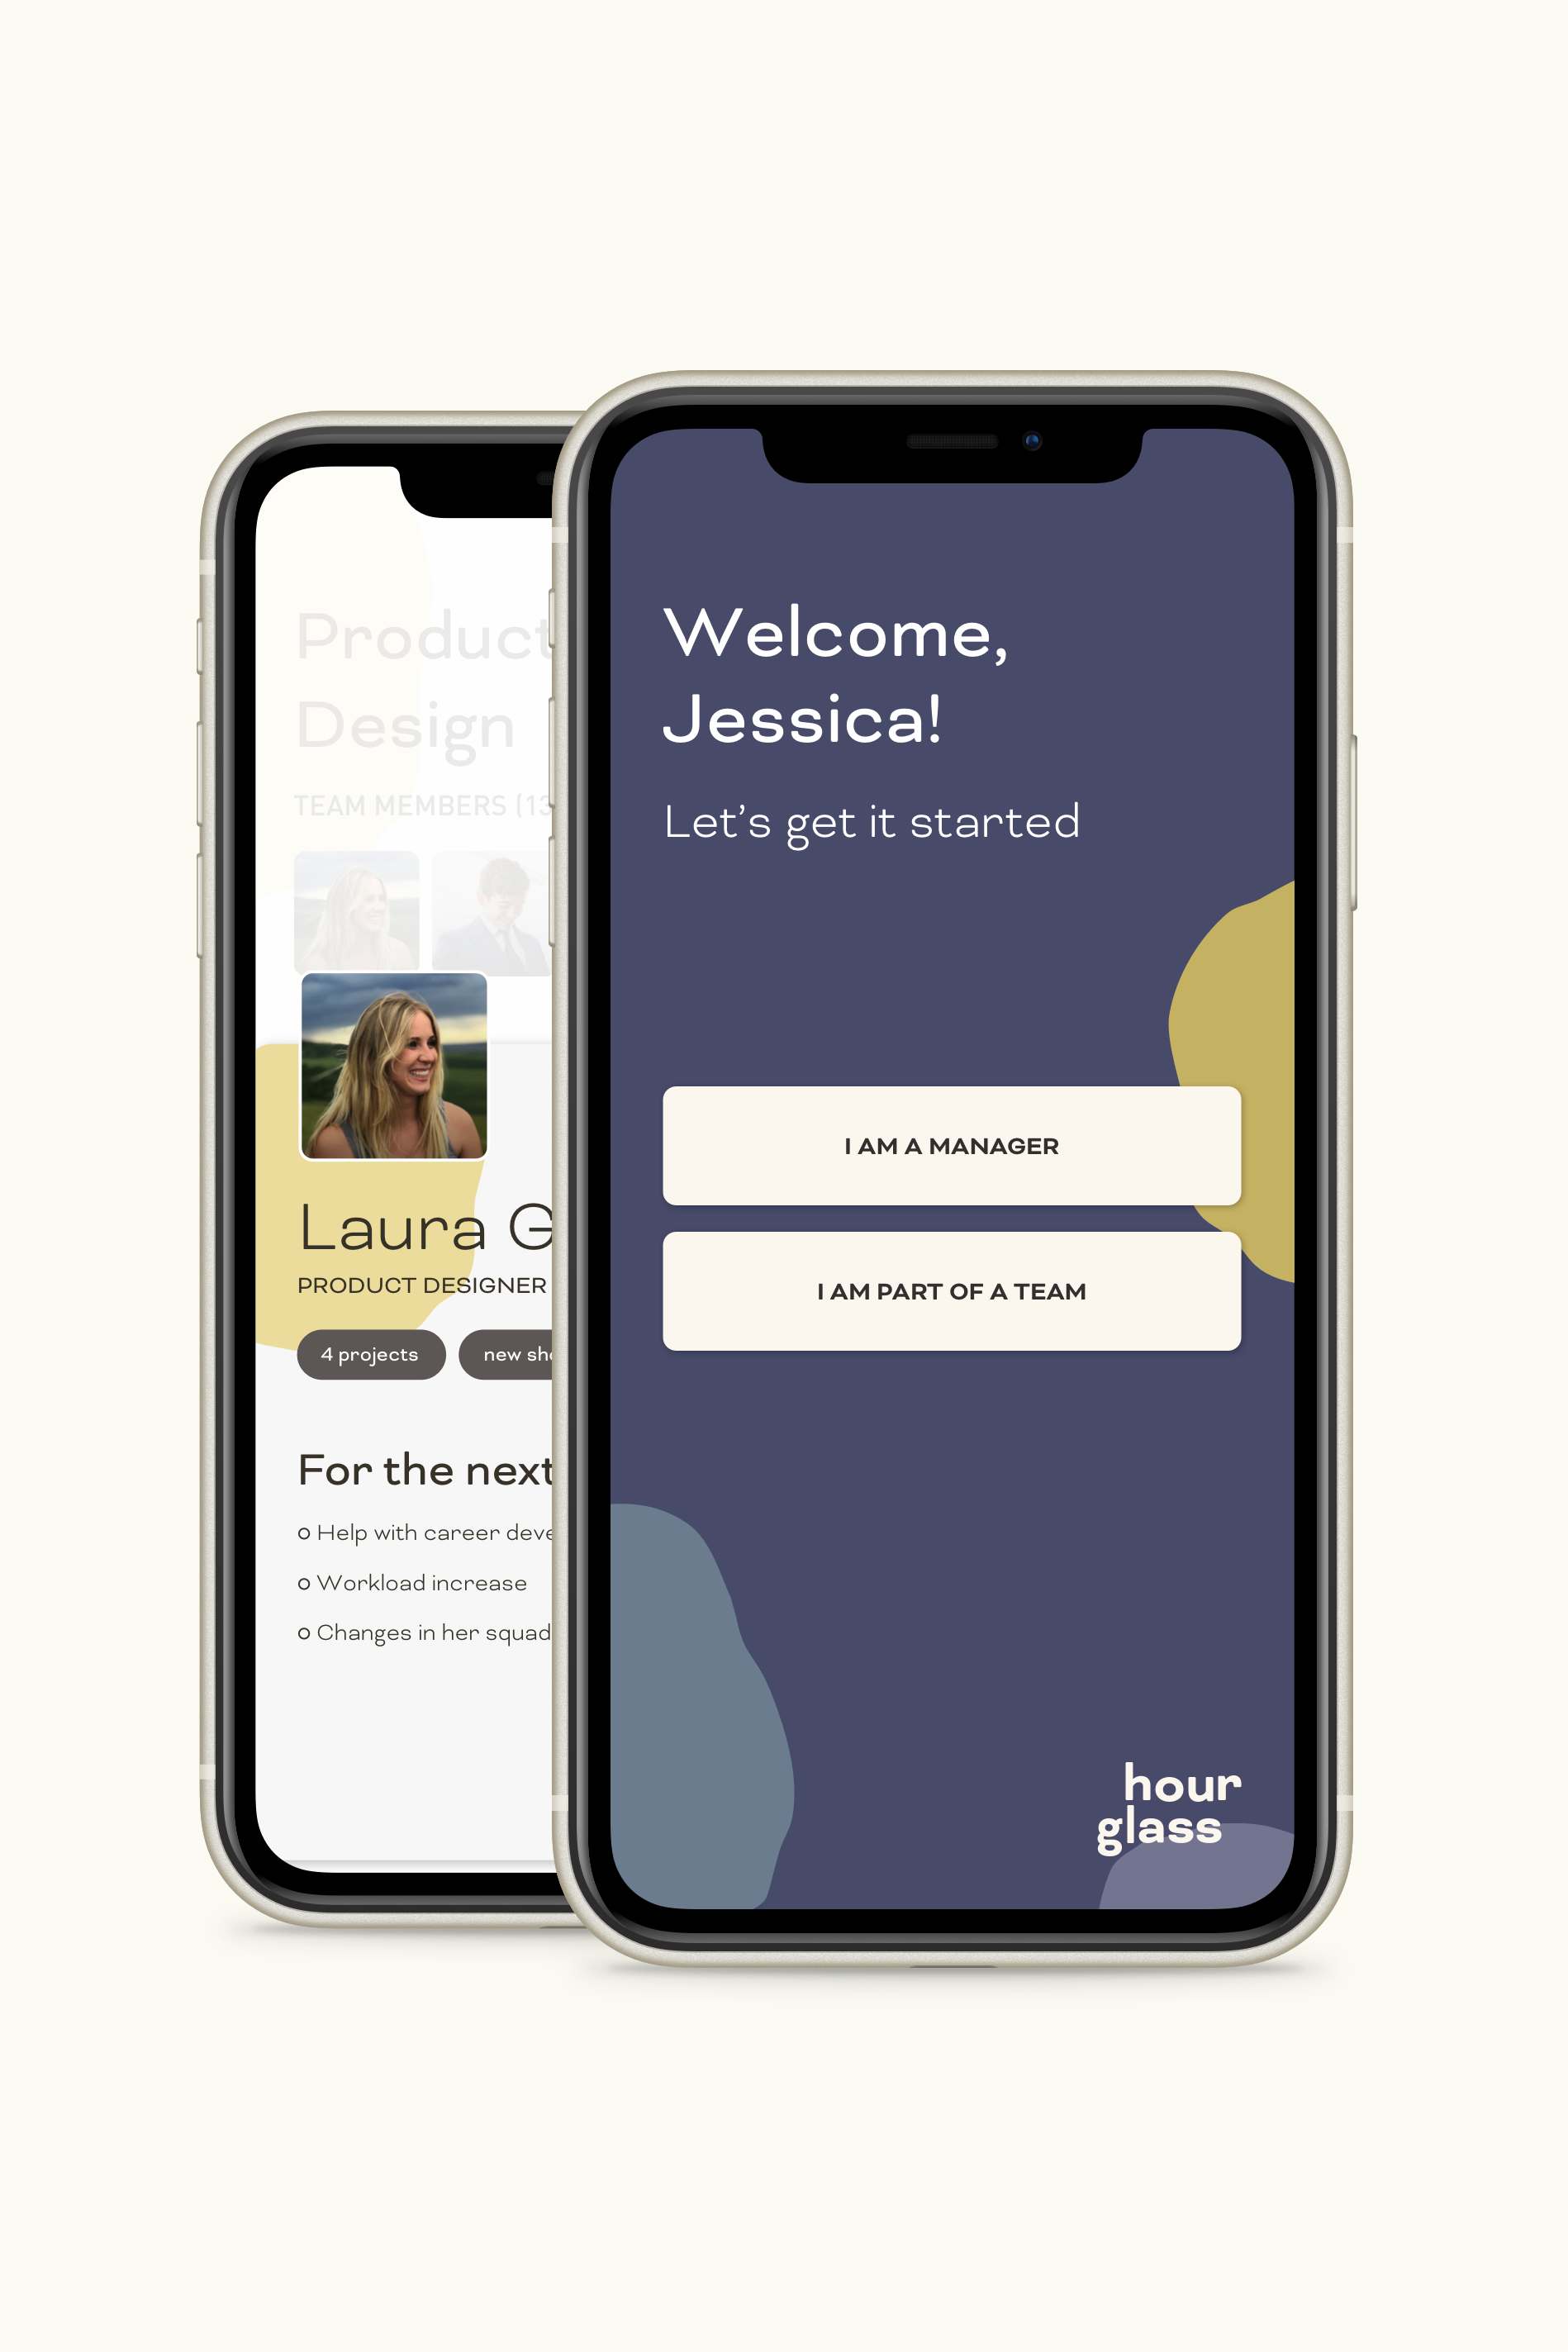 Product
Design
TEAM MEMBERS (13
Laura G
PRODUCT DESIGNER
4 projects
new sh
For the next
Help with career deve
Workload increase
Changes in her squad
Welcome,
Jessica!
Let's get it started
I AM A MANAGER
I AM PART OF A TEAM
hour
glass